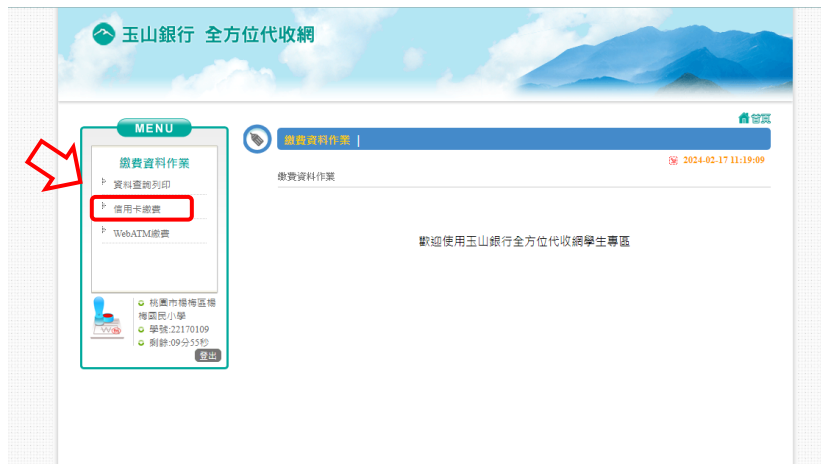 玉山銀行 全方位代收網
首頁
MENU
繳費資料作業
資料查詢列印
信用卡繳費
WebATM繳費
桃園市楊梅區楊
梅國民小學
學號:22170109
剩餘:09分55秒
登出
繳費資料作業 |
2024-02-17 11:19:09
繳費資料作業
歡迎使用玉山銀行全方位代收網學生專區